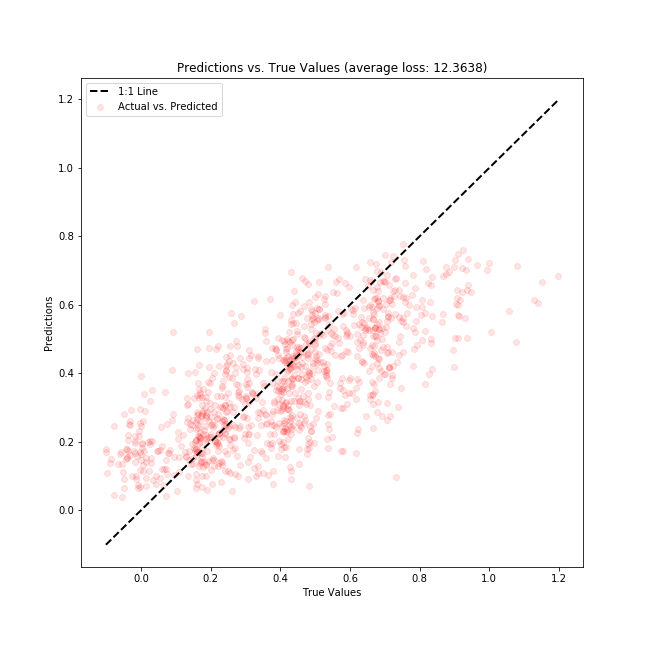 Predictions vs. True Values (average loss: 12.3638)
1:1 Line
Actual vs. Predicted
1.2
1.0
0.8
0.6
0.4
0.2
0.0
Predictions
0.0 0.2 0.4 0.6 0.8 1.0 1.2
True Values